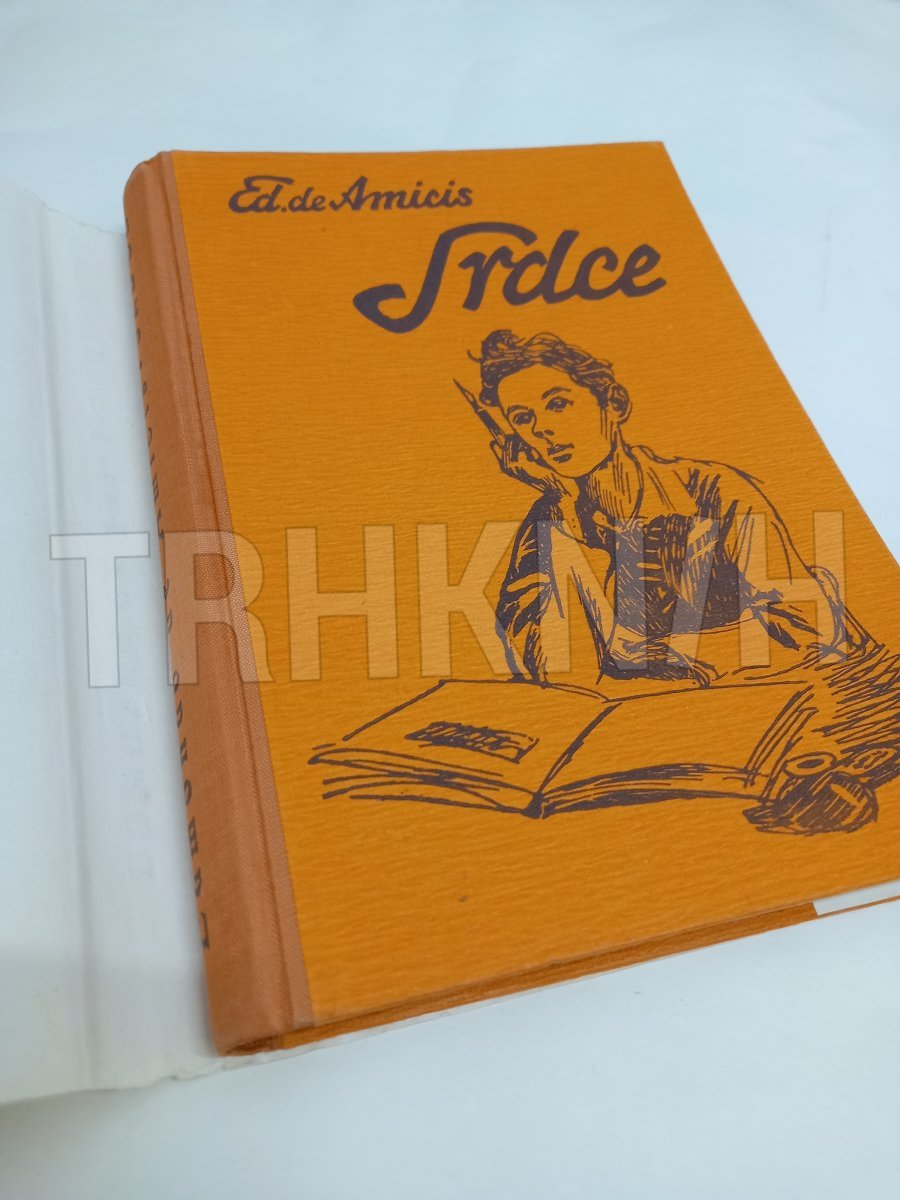 Ed. de Amicis
Srdce
TRHKNIH